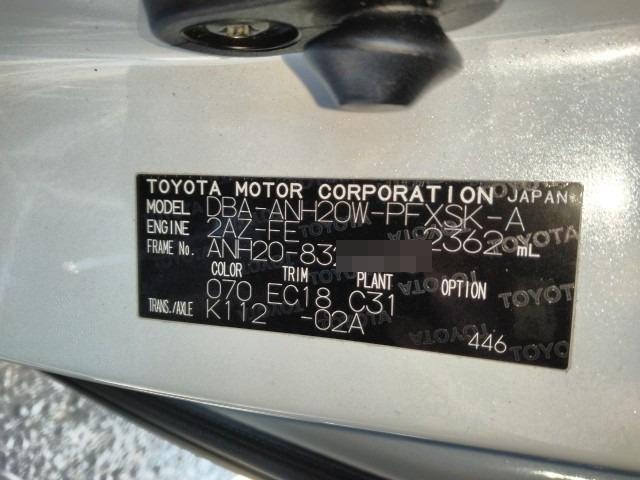 TOYOTA MOTOR CORPORATION JAPAN
MODEL DBA-ANH20W-PFXSK-A
ENGINE 2AZ-FE 2362 mL
FRAME No. ANH20-83
COLOR TRIM PLANT OPTION
070 EC18 C31
TRANS./AXLE K112 -02A
446